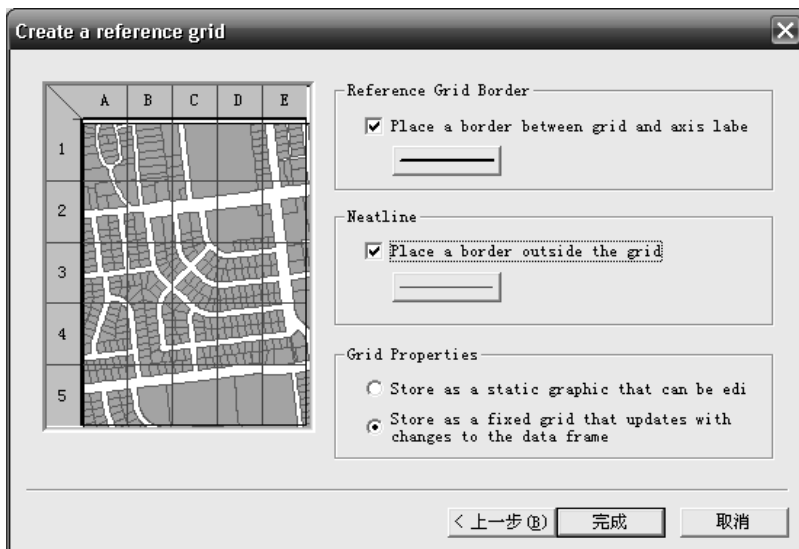 Create a reference grid
A B C D E
1
2
3
4
5
Reference Grid Border
Place a border between grid and axis labe
Neatline
Place a border outside the grid
Grid Properties
Store as a static graphic that can be edi
Store as a fixed grid that updates with
changes to the data frame
< 上一步(B) 完成 取消